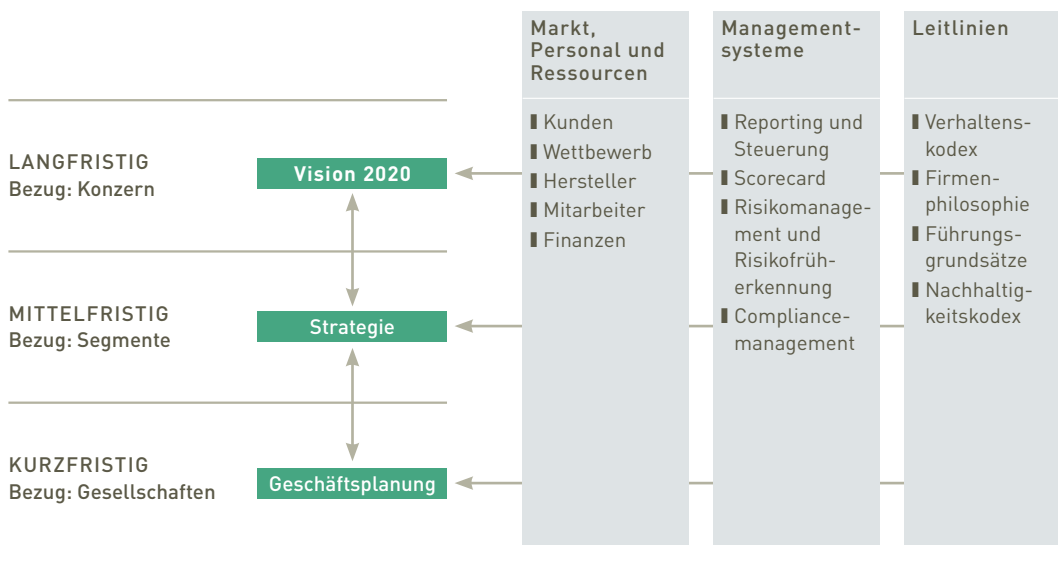 LANGFRISTIG
Bezug: Konzern
Vision 2020
MITTELFRISTIG
Bezug: Segmente
Strategie
KURZFRISTIG
Bezug: Gesellschaften
Geschäftsplanung
Markt,
Personal und
Ressourcen
Kunden
Wettbewerb
Hersteller
Mitarbeiter
Finanzen
Management-
systeme
Reporting und
Steuerung
Scorecard
Risikomanage-
ment und
Risikofrüh-
erkennung
Compliance-
management
Leitlinien
Verhaltens-
kodex
Firmen-
philosophie
Führungs-
grundsätze
Nachhaltig-
keitskodex